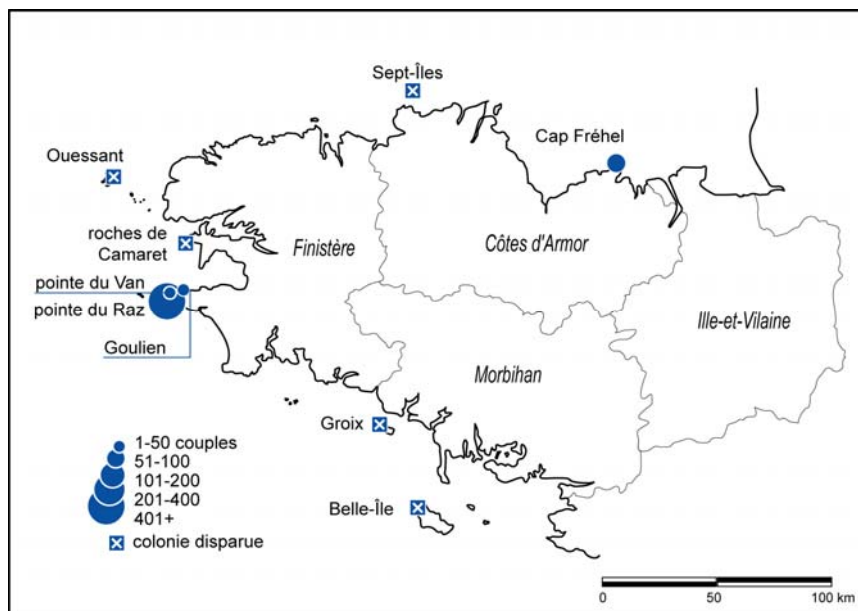 Sept-Îles
Cap Fréhel
Ouessant
roches de
Camaret
Finistère
Côtes d'Armor
pointe du Van
pointe du Raz
Ille-et-Vilaine
Goulien
Morbihan
Groix
1-50 couples
51-100
101-200
201-400
401+
Belle-Île
colonie disparue
0 50 100 km